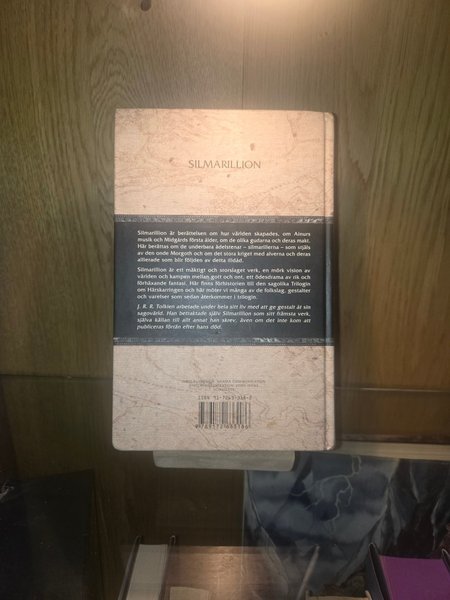 SILMARILLION
Silmarillion är berättelsen om hur världen skapades, om Ainurs
musik och Midgårds första ålder, om de olika gudarna och deras makt.
Här berättas om de underbara ädelstenar – silmarillerna – som stjäls
av den onde Morgoth och om det stora kriget med alverna och deras
allierade som blir följden av detta illdåd.
Silmarillion är ett mäktigt och storslaget verk, en mörk vision av
världen och kampen mellan gott och ont, ett ödesdrama av rik och
förhäxande fantasi. Här finns förhistorien till den sagolika Trilogin
om Härskarringen och här möter vi många av de folkslag, gestalter
och varelser som sedan återkommer i trilogin.
J. R. R. Tolkien arbetade under hela sitt liv med att ge gestalt åt sin
sagovärld. Han betraktade själv Silmarillion som sitt främsta verk,
själva källan till allt annat han skrev, även om det inte kom att
publiceras förrän efter hans död.